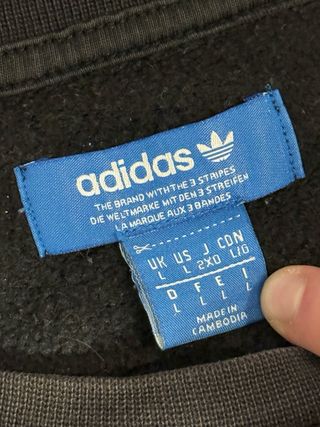 adidas
THE BRAND WITH THE 3 STRIPES
DIE WELTMARKE MIT DEN 3 STREIFEN
LA MARQUE AUX 3 BANDES
UK US J CDN
L L 2XO L/G
D F E I
L L L L
MADE IN
CAMBODIA